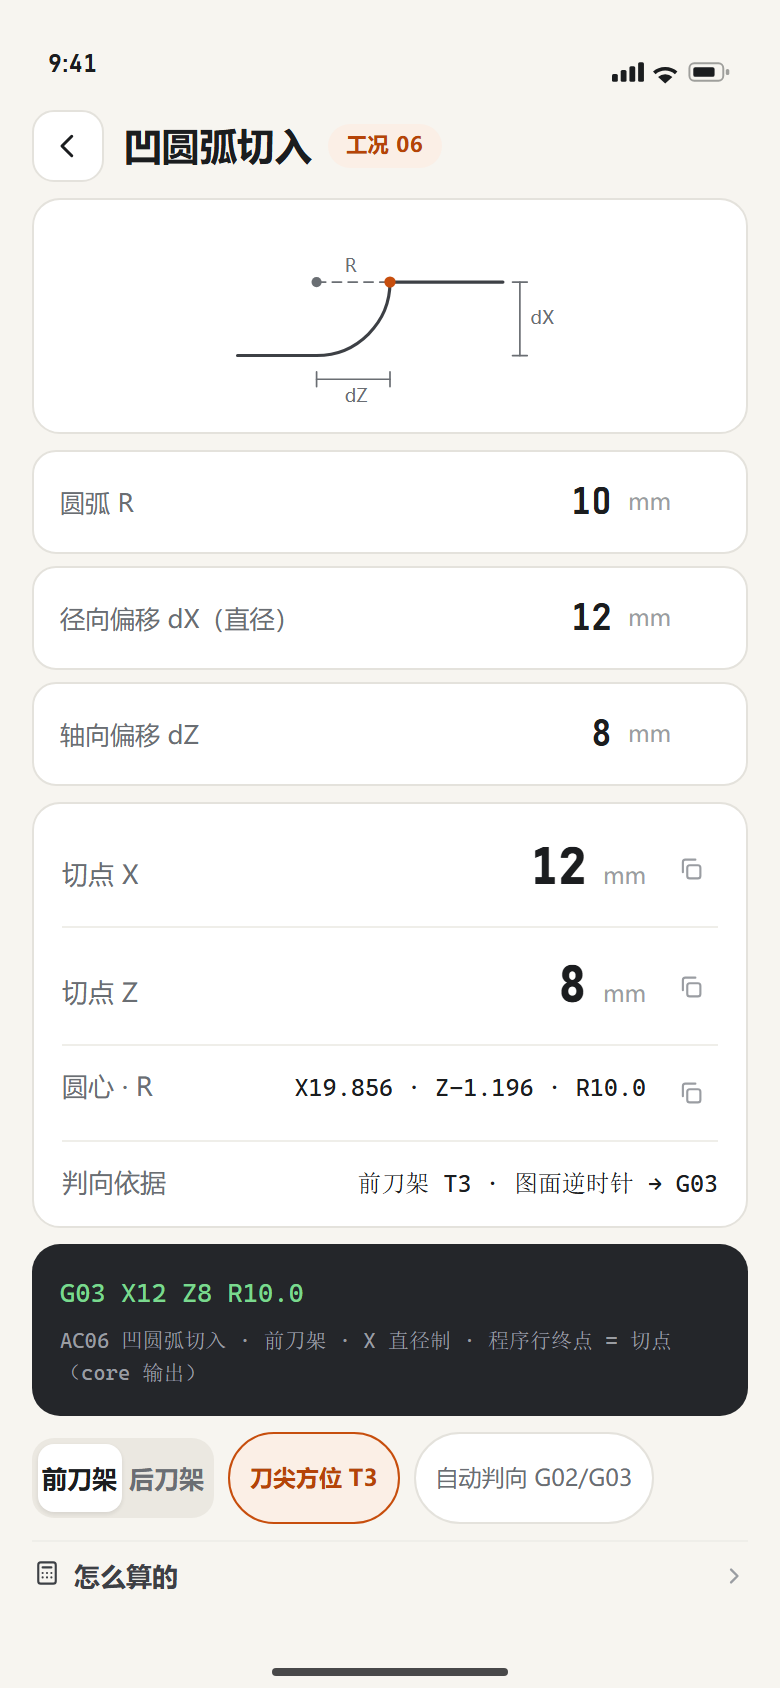 9:41
凹圆弧切入 工况 06
R
dX
dZ
圆弧 R 10 mm
径向偏移 dX（直径） 12 mm
轴向偏移 dZ 8 mm
切点 X 12 mm
切点 Z 8 mm
圆心 · R X19.856 · Z−1.196 · R10.0
判向依据 前刀架 T3 · 图面逆时针 → G03
G03 X12 Z8 R10.0
AC06 凹圆弧切入 · 前刀架 · X 直径制 · 程序行终点 = 切点
（core 输出）
前刀架 后刀架 刀尖方位 T3 自动判向 G02/G03
怎么算的